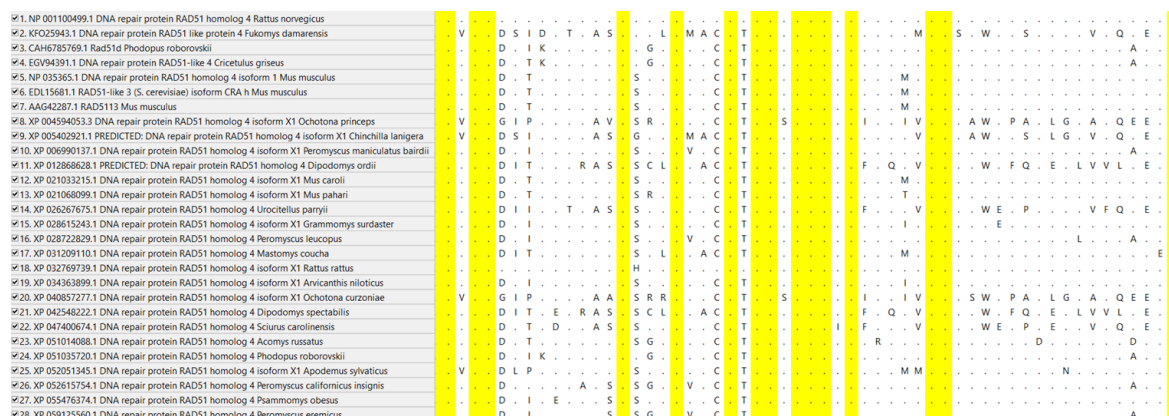 1. NP 001100499.1 DNA repair protein RAD51 homolog 4 Rattus norvegicus
2. KFO25943.1 DNA repair protein RAD51 like protein 4 Fukomys damarensis V D S I D T A S L M A C T M S W S V Q E
3. CAH6785769.1 Rad51d Phodopus roborovskii D I K G C T A
4. EGV94391.1 DNA repair protein RAD51-like 4 Cricetulus griseus D T K G C T A
5. NP 035365.1 DNA repair protein RAD51 homolog 4 isoform 1 Mus musculus D T S C T M
6. EDL15681.1 RAD51-like 3 (S. cerevisiae) isoform CRA h Mus musculus D T S C T M
7. AAG42287.1 RAD5113 Mus musculus D T S C T M
8. XP 004594053.3 DNA repair protein RAD51 homolog 4 isoform X1 Ochotona princeps V G I P A V S R C T S I I V A W P A L G A Q E E
9. XP 005402921.1 PREDICTED: DNA repair protein RAD51 homolog 4 isoform X1 Chinchilla lanigera V D S I A S G M A C T V A W S L G V Q E
10. XP 006990137.1 DNA repair protein RAD51 homolog 4 isoform X1 Peromyscus maniculatus bairdii D I S V C T A
11. XP 012868628.1 PREDICTED: DNA repair protein RAD51 homolog 4 Dipodomys ordii D I T R A S S C L A C T F Q V W F Q E L V V L E
12. XP 021033215.1 DNA repair protein RAD51 homolog 4 isoform X1 Mus caroli D T S C T M
13. XP 021068099.1 DNA repair protein RAD51 homolog 4 isoform X1 Mus pahari D T S R C T T
14. XP 026267675.1 DNA repair protein RAD51 homolog 4 Urocitellus parryii D I I T A S S C T F V W E P V F Q E
15. XP 028615243.1 DNA repair protein RAD51 homolog 4 isoform X1 Grammomys surdaster D I S C T I E
16. XP 028722829.1 DNA repair protein RAD51 homolog 4 Peromyscus leucopus D I S V C T L A
17. XP 031209110.1 DNA repair protein RAD51 homolog 4 Mastomys coucha D I T S L A C T M E
18. XP 032769739.1 DNA repair protein RAD51 homolog 4 isoform X1 Rattus rattus H
19. XP 034363899.1 DNA repair protein RAD51 homolog 4 isoform X1 Arvicanthis niloticus D I S C T I
20. XP 040857277.1 DNA repair protein RAD51 homolog 4 isoform X1 Ochotona curzoniae V G I P A A S R R C T S I I V S W P A L G A Q E E
21. XP 042548222.1 DNA repair protein RAD51 homolog 4 Dipodomys spectabilis D I T E R A S S C L A C T F Q V W F Q E L V V L E
22. XP 047400674.1 DNA repair protein RAD51 homolog 4 Sciurus carolinensis D T D A S S C T I F V W E P E V Q E
23. XP 051014088.1 DNA repair protein RAD51 homolog 4 Acomys russatus D T S G C T R D D
24. XP 051035720.1 DNA repair protein RAD51 homolog 4 Phodopus roborovskii D I K G C T A
25. XP 052051345.1 DNA repair protein RAD51 homolog 4 isoform X1 Apodemus sylvaticus V D L P S C T M M N
26. XP 052615754.1 DNA repair protein RAD51 homolog 4 Peromyscus californicus insignis D A S S G V C T A
27. XP 055476374.1 DNA repair protein RAD51 homolog 4 Psammomys obesus D I E S S C T A
28. XP 059125560.1 DNA repair protein RAD51 homolog 4 Peromyscus eremicus D I S S G V C T A